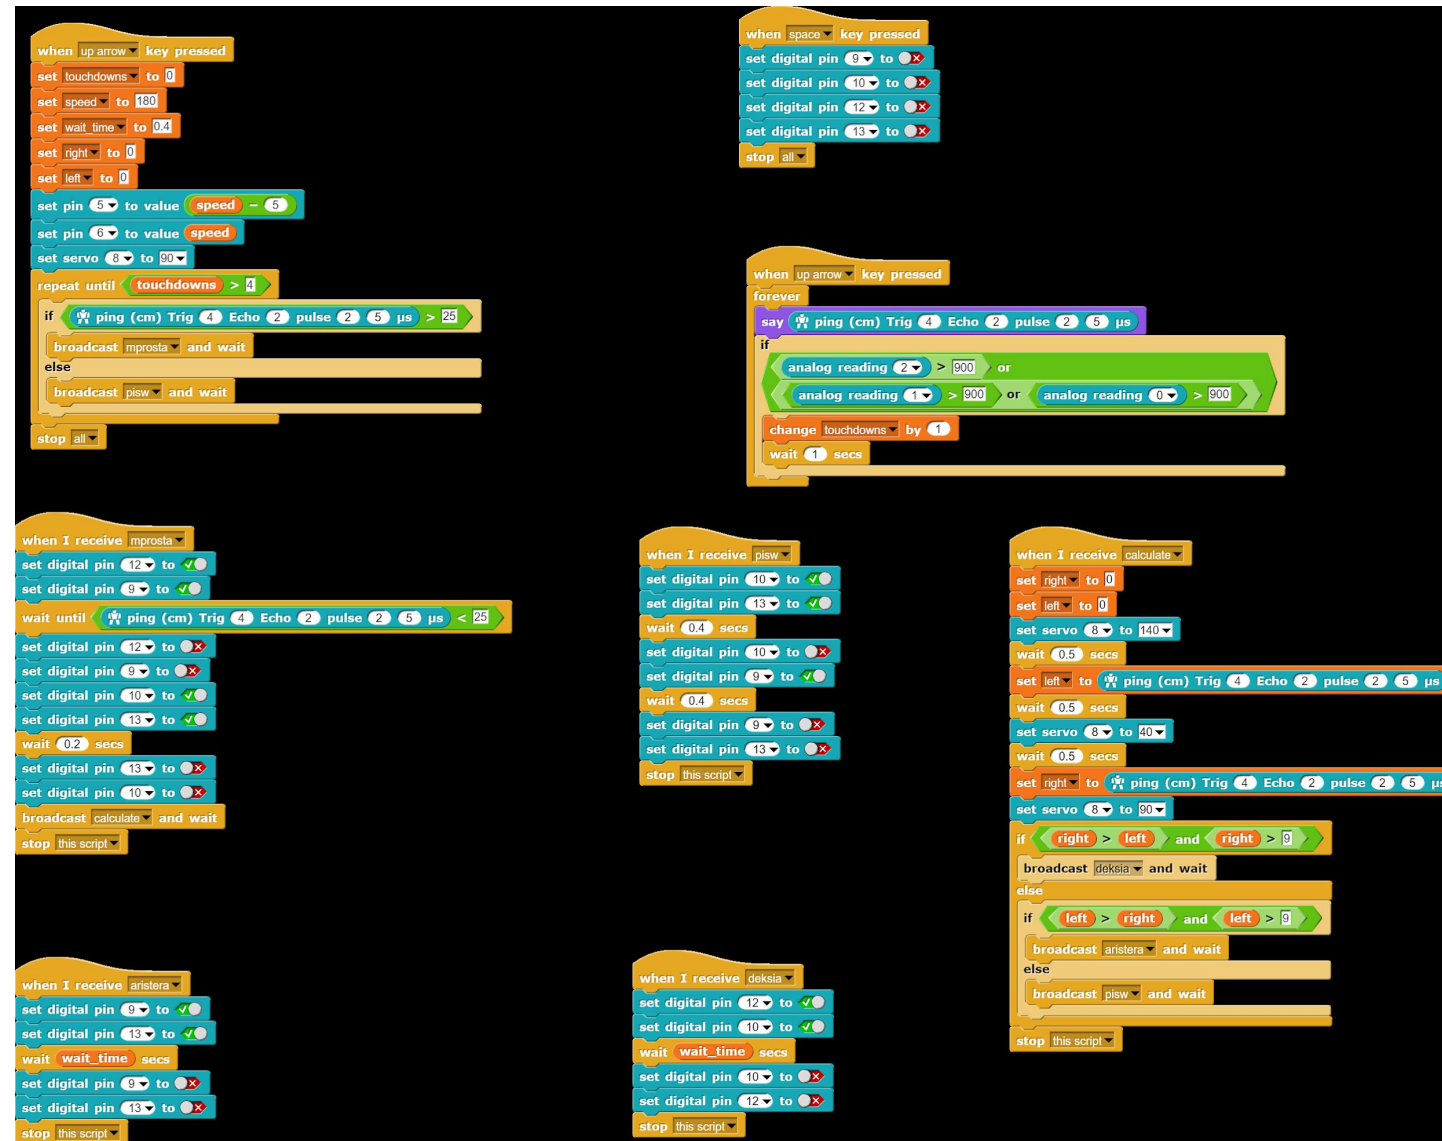 when up arrow key pressed
set touchdowns to 0
set speed to 180
set wait_time to 0.4
set right to 0
set left to 0
set pin 5 to value speed - 5
set pin 6 to value speed
set servo 8 to 90
repeat until touchdowns > 4
if ping (cm) Trig 4 Echo 2 pulse 2 5 µs > 25
broadcast mprosta and wait
else
broadcast pisw and wait
stop all
when space key pressed
set digital pin 9 to
set digital pin 10 to
set digital pin 12 to
set digital pin 13 to
stop all
when up arrow key pressed
forever
say ping (cm) Trig 4 Echo 2 pulse 2 5 µs
if
analog reading 2 > 900 or
analog reading 1 > 900 or analog reading 0 > 900
change touchdowns by 1
wait 1 secs
when I receive mprosta
set digital pin 12 to
set digital pin 9 to
wait until ping (cm) Trig 4 Echo 2 pulse 2 5 µs < 25
set digital pin 12 to
set digital pin 9 to
set digital pin 10 to
set digital pin 13 to
wait 0.2 secs
set digital pin 13 to
set digital pin 10 to
broadcast calculate and wait
stop this script
when I receive pisw
set digital pin 10 to
set digital pin 13 to
wait 0.4 secs
set digital pin 10 to
set digital pin 9 to
wait 0.4 secs
set digital pin 9 to
set digital pin 13 to
stop this script
when I receive calculate
set right to 0
set left to 0
set servo 8 to 140
wait 0.5 secs
set left to ping (cm) Trig 4 Echo 2 pulse 2 5 µs
wait 0.5 secs
set servo 8 to 40
wait 0.5 secs
set right to ping (cm) Trig 4 Echo 2 pulse 2 5 µs
set servo 8 to 90
if right > left and right > 9
broadcast deksia and wait
else
if left > right and left > 9
broadcast aristera and wait
else
broadcast pisw and wait
stop this script
when I receive aristera
set digital pin 9 to
set digital pin 13 to
wait wait_time secs
set digital pin 9 to
set digital pin 13 to
stop this script
when I receive deksia
set digital pin 12 to
set digital pin 10 to
wait wait_time secs
set digital pin 10 to
set digital pin 12 to
stop this script